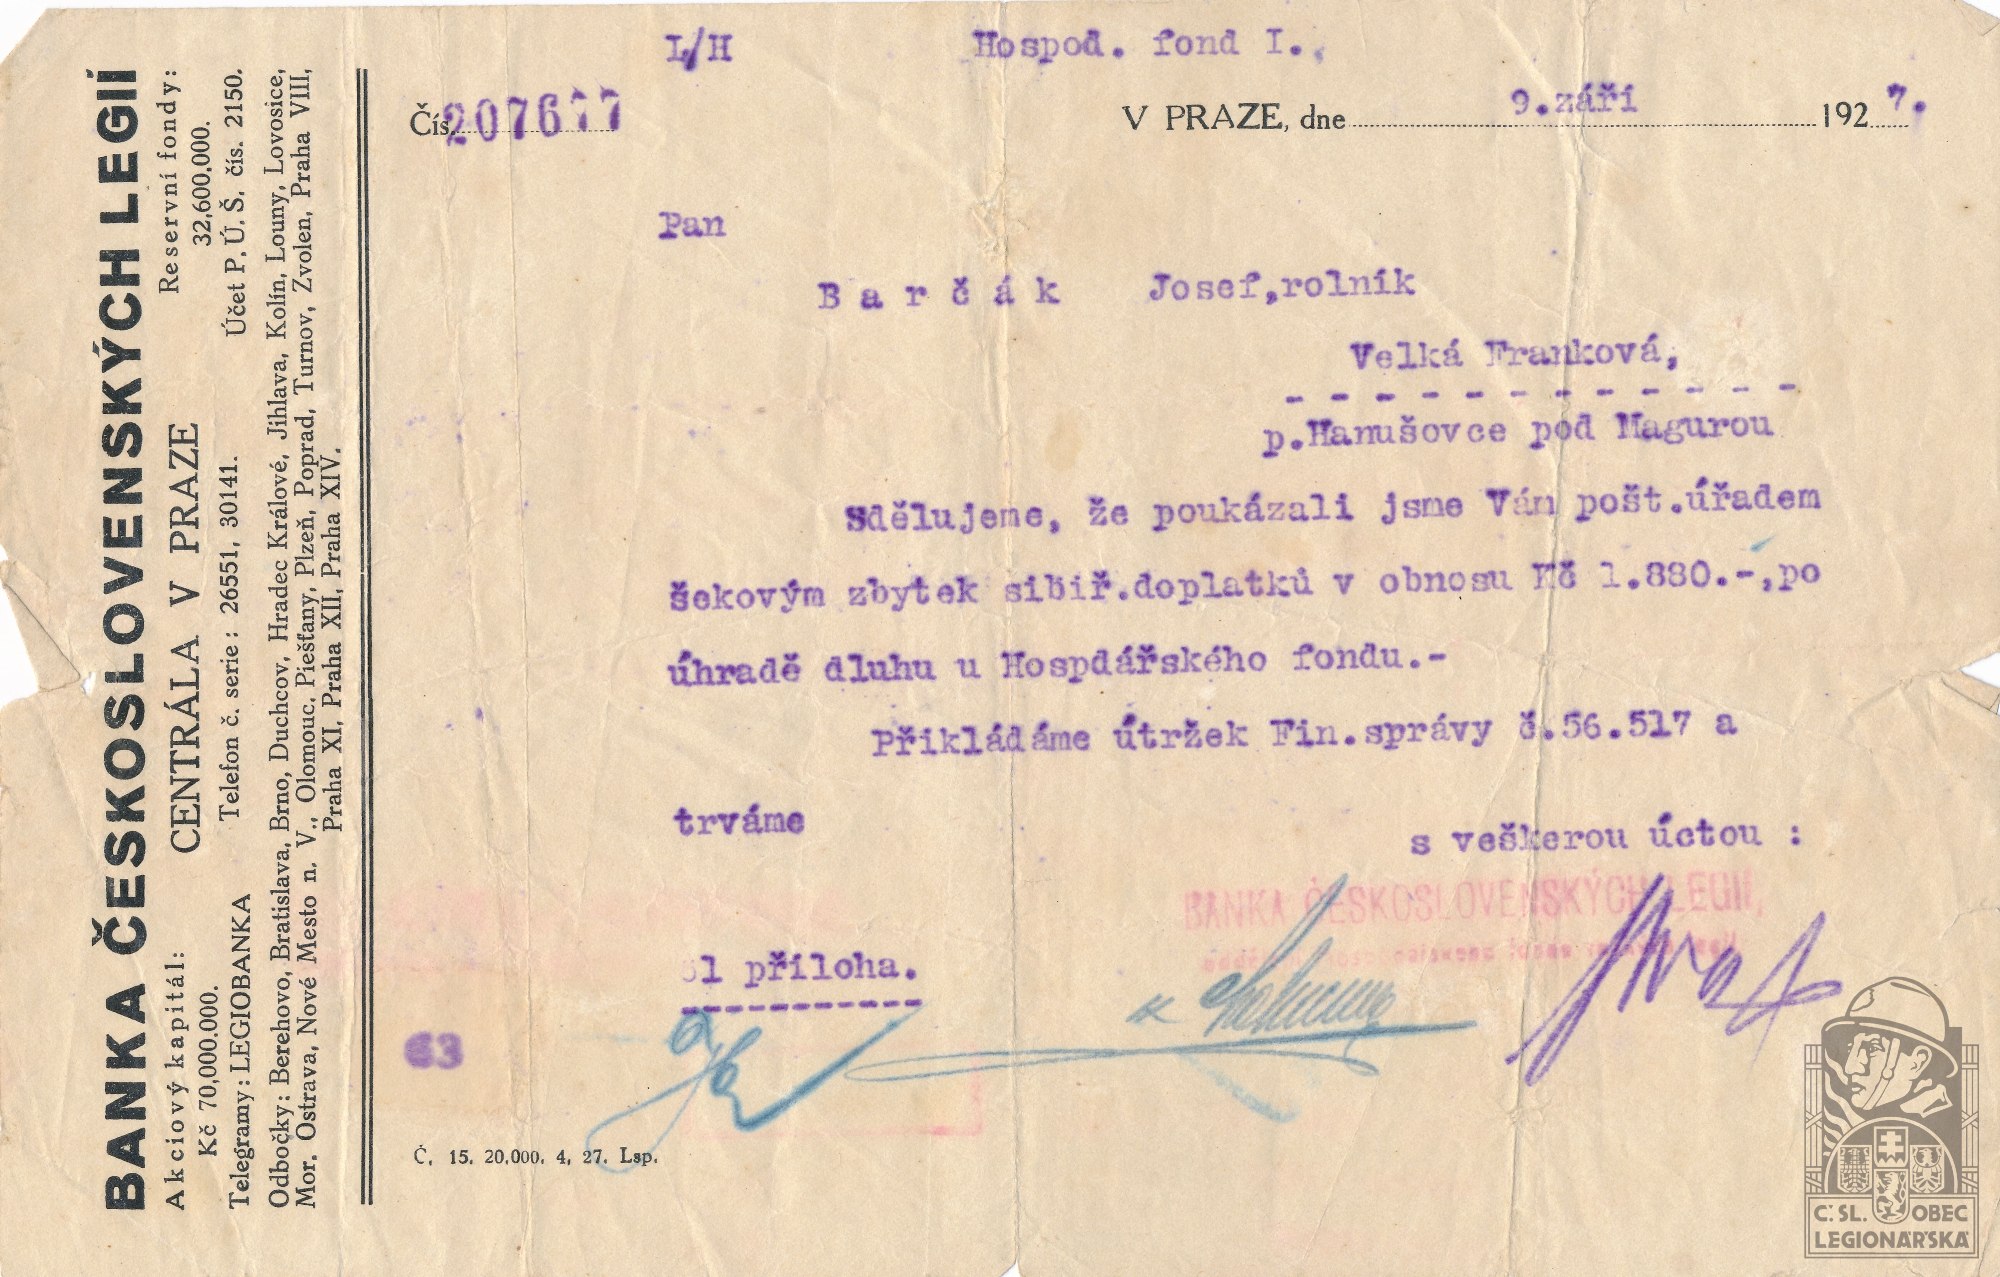 BANKA ČESKOSLOVENSKÝCH LEGIÍ
Akciový kapitál:
Kč 70,000.000.
CENTRÁLA V PRAZE
Reservní fondy:
32,600.000.
Telegramy: LEGIOBANKA
Telefon č. serie: 26551, 30141.
Účet P. Ú. Š. čís. 2150.
Odbočky: Berehovo, Bratislava, Brno, Duchcov, Hradec Králové, Jihlava, Kolín, Louny, Lovosice,
Mor. Ostrava, Nové Mesto n. V., Olomouc, Piešťany, Plzeň, Poprad, Turnov, Zvolen, Praha VIII,
Praha XI, Praha XII, Praha XIV.
L/H
Hospod. fond I.
Čís. 207677
V PRAZE, dne 9.září 1927.
Pan
Barčák Josef,rolník
Velká Franková,
p.Hanušovce pod Magurou
Sdělujeme, že poukázali jsme Ván pošt.úřadem
šekovým zbytek sibiř.doplatků v obnosu Kč 1.880.-,po
úhradě dluhu u Hospdářského fondu.-
Přikládáme útržek Fin.správy č.56.517 a
trváme
s veškerou úctou :
BANKA ČESKOSLOVENSKÝCH LEGIÍ,
1 příloha.
63
Č. 15. 20,000. 4, 27. Lsp.
Č. SL. OBEC
LEGIONÁŘSKÁ